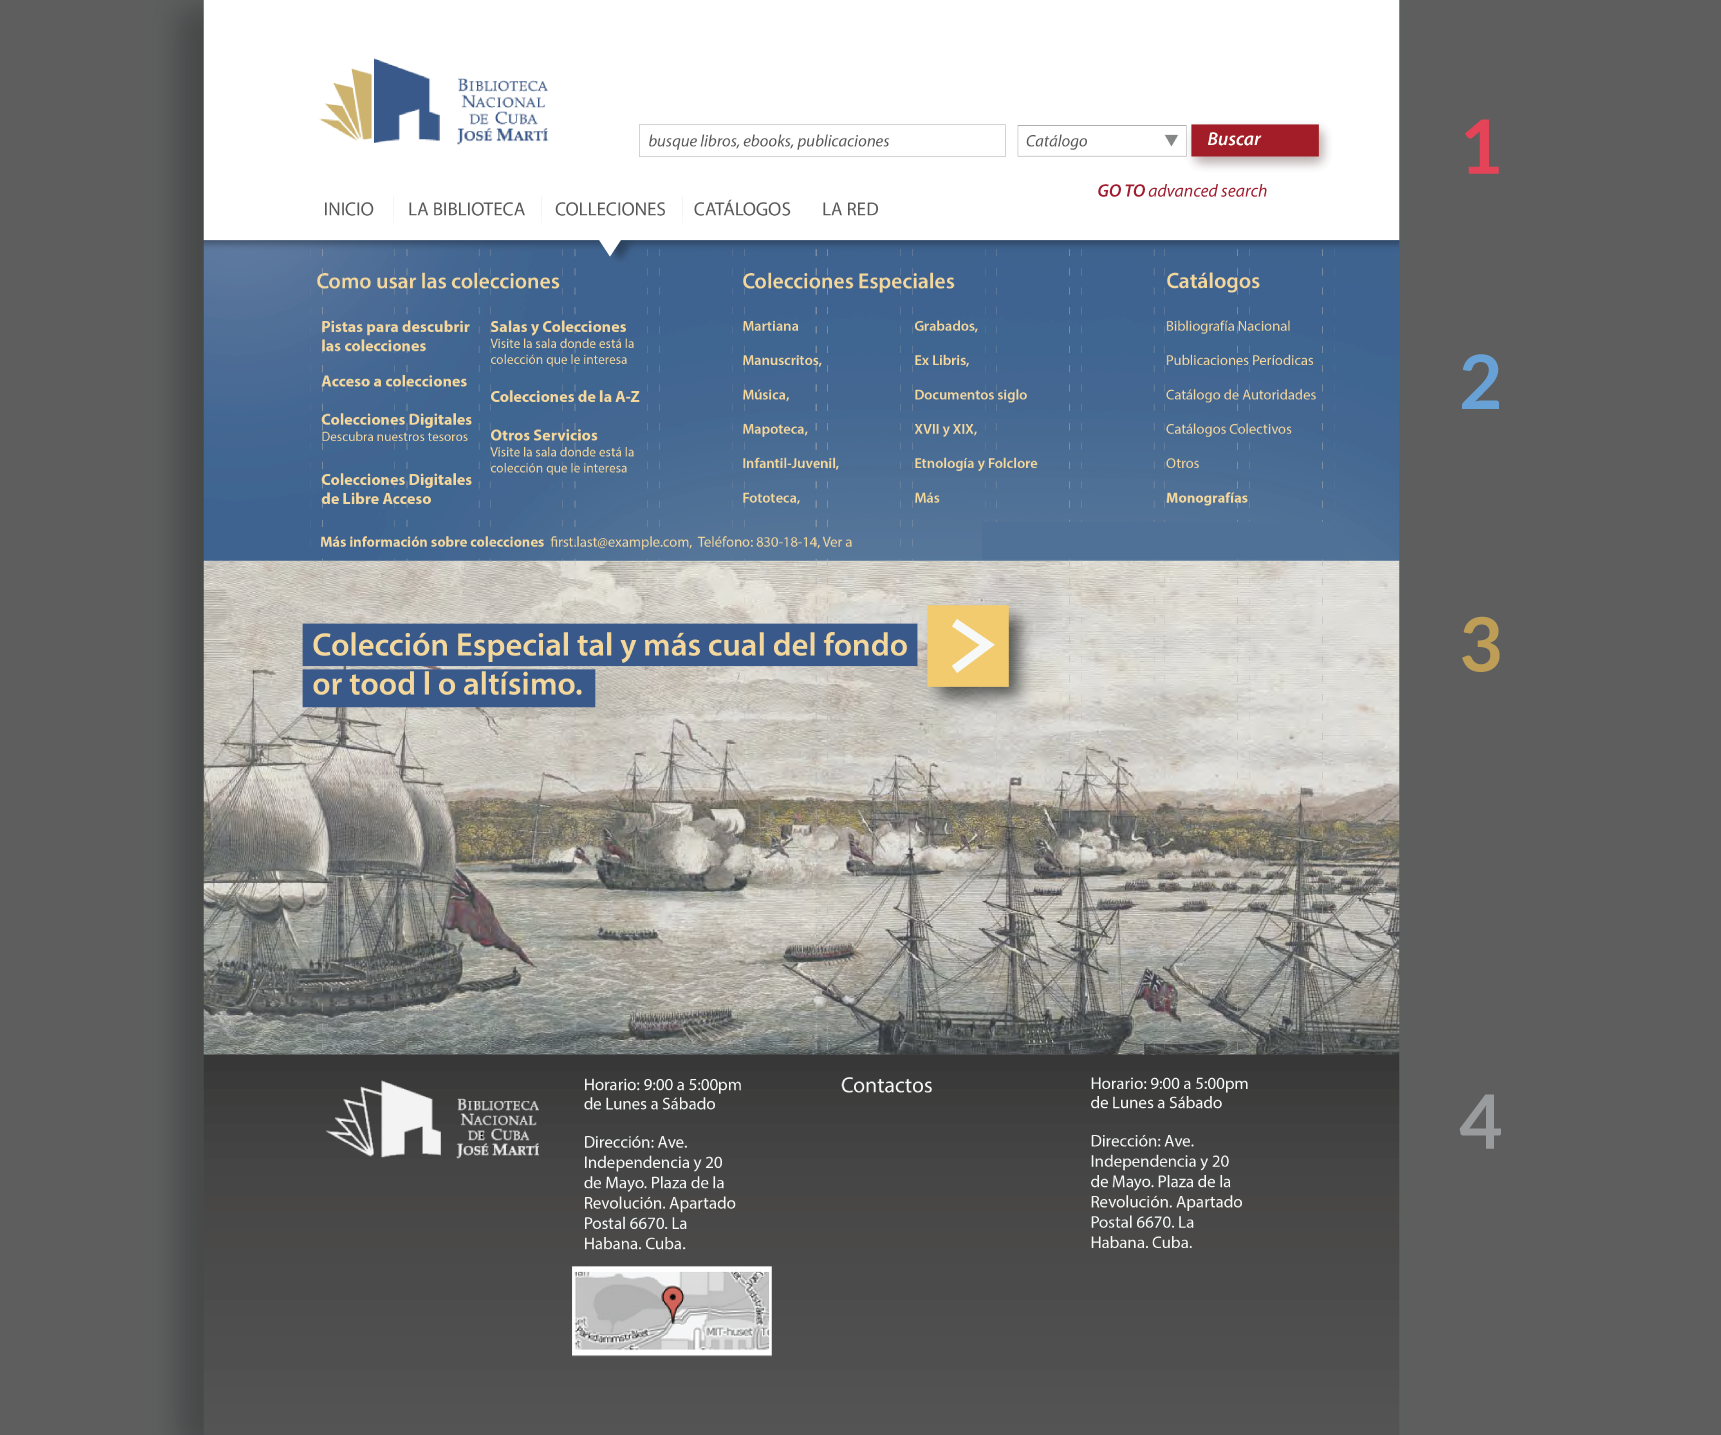 BIBLIOTECA
NACIONAL
DE CUBA
JOSÉ MARTÍ
busque libros, ebooks, publicaciones
Catálogo
Buscar
GO TO advanced search
INICIO
LA BIBLIOTECA
COLLECIONES
CATÁLOGOS
LA RED
1
Como usar las colecciones
Pistas para descubrir
las colecciones
Acceso a colecciones
Colecciones Digitales
Descubra nuestros tesoros
Colecciones Digitales
de Libre Acceso
Salas y Colecciones
Visite la sala donde está la
colección que le interesa
Colecciones de la A-Z
Otros Servicios
Visite la sala donde está la
colección que le interesa
Colecciones Especiales
Martiana
Manuscritos,
Música,
Mapoteca,
Infantil-Juvenil,
Fototeca,
Grabados,
Ex Libris,
Documentos siglo
XVII y XIX,
Etnología y Folclore
Más
Catálogos
Bibliografía Nacional
Publicaciones Períodicas
Catálogo de Autoridades
Catálogos Colectivos
Otros
Monografías
Más información sobre colecciones first.last@example.com, Teléfono: 830-18-14, Ver a
2
Colección Especial tal y más cual del fondo
or tood l o altísimo.
3
BIBLIOTECA
NACIONAL
DE CUBA
JOSÉ MARTÍ
Horario: 9:00 a 5:00pm
de Lunes a Sábado
Dirección: Ave.
Independencia y 20
de Mayo. Plaza de la
Revolución. Apartado
Postal 6670. La
Habana. Cuba.
Parkdammstråket
MIT-huset
Contactos
Horario: 9:00 a 5:00pm
de Lunes a Sábado
Dirección: Ave.
Independencia y 20
de Mayo. Plaza de la
Revolución. Apartado
Postal 6670. La
Habana. Cuba.
4